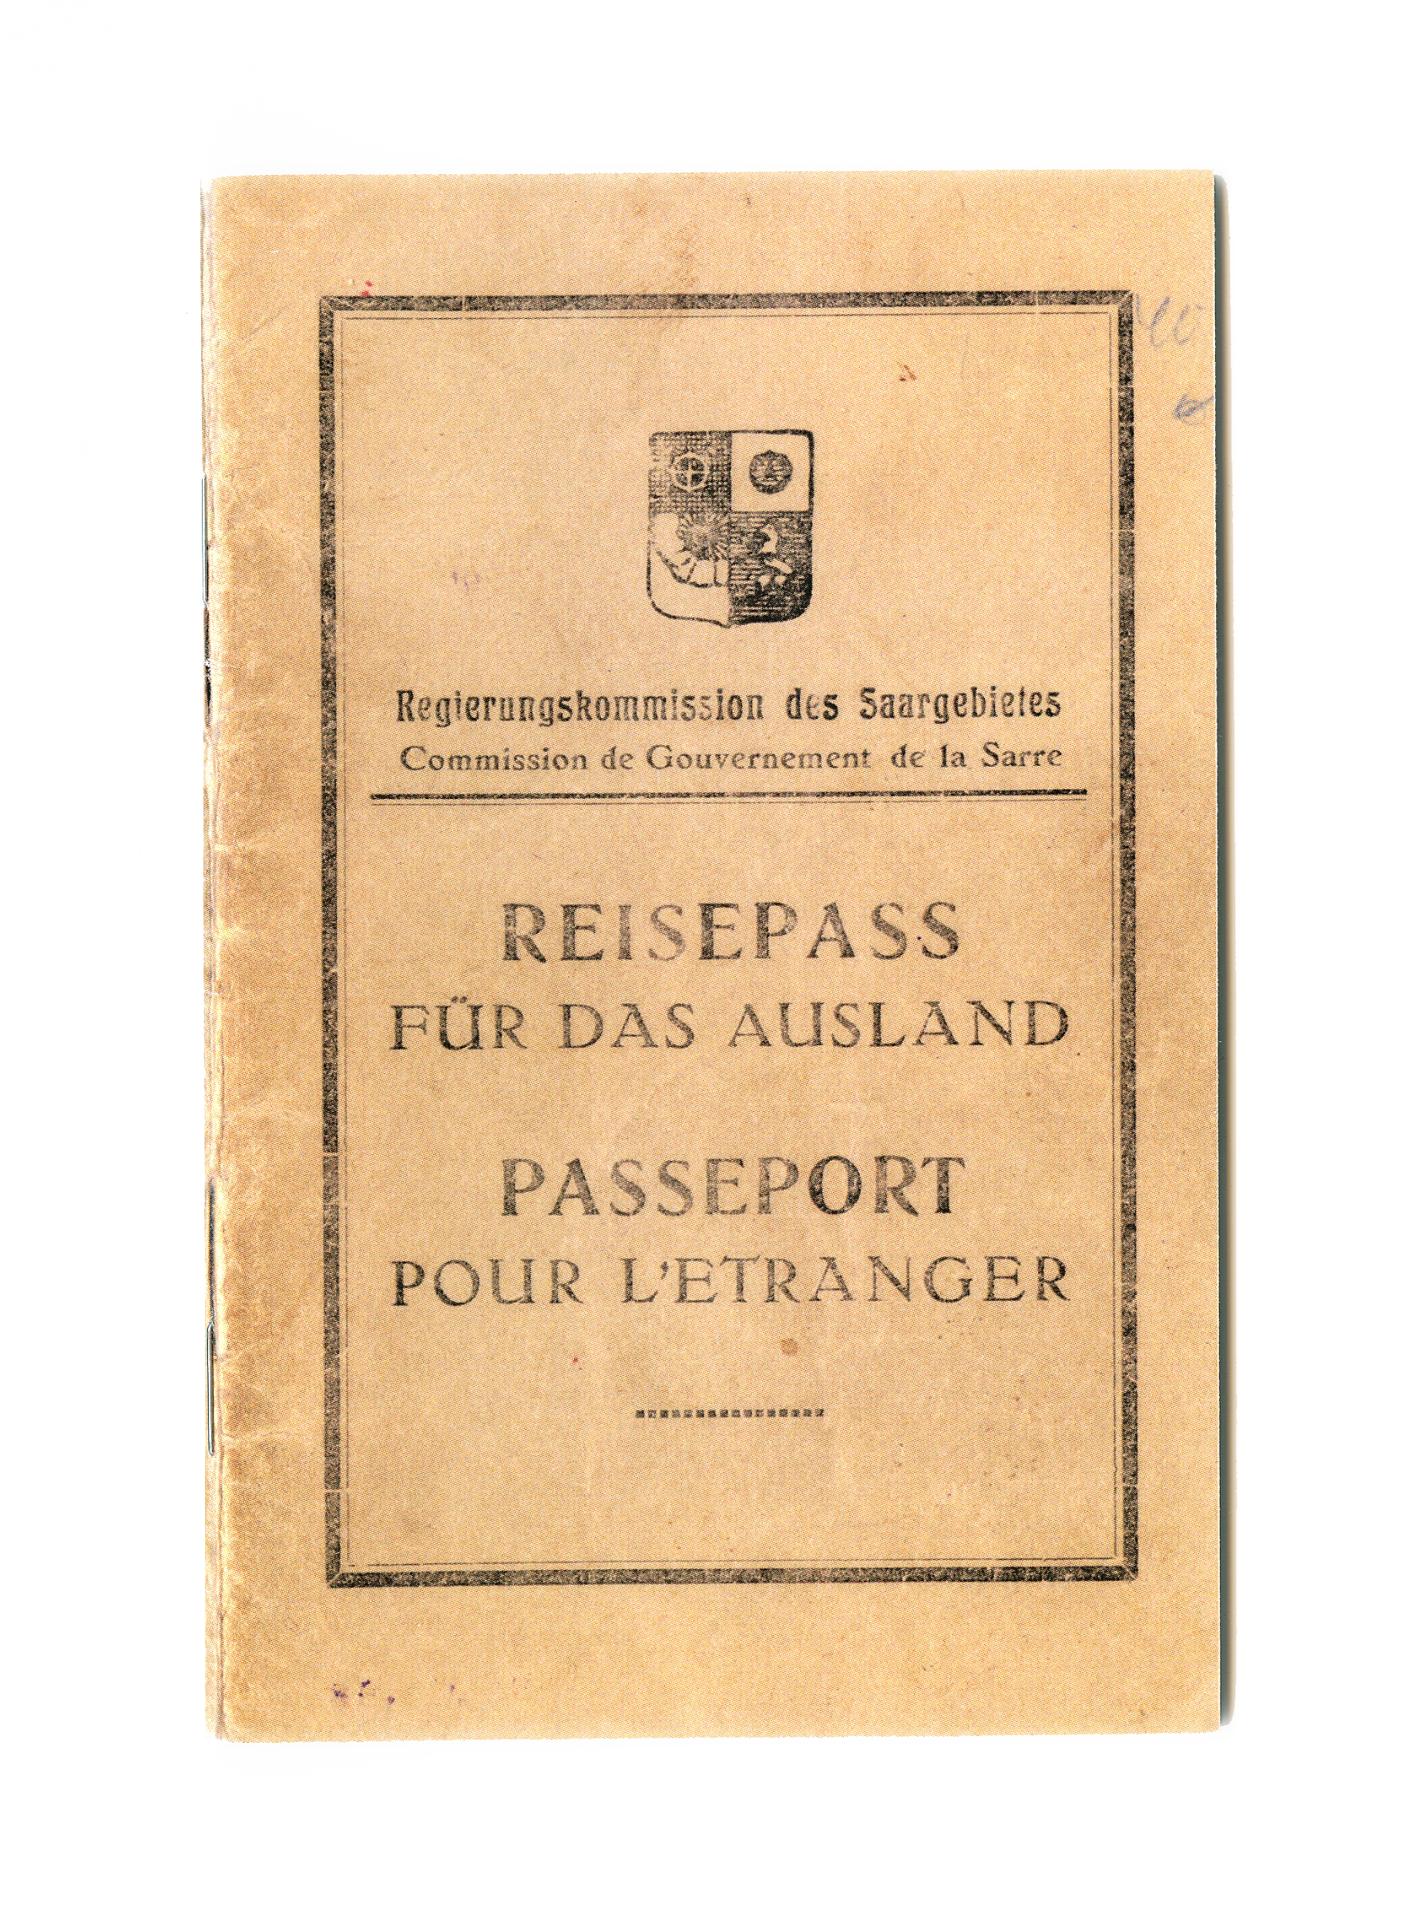 Regierungskommission des Saargebietes
Commission de Gouvernement de la Sarre
REISEPASS
FÜR DAS AUSLAND
PASSEPORT
POUR L'ETRANGER